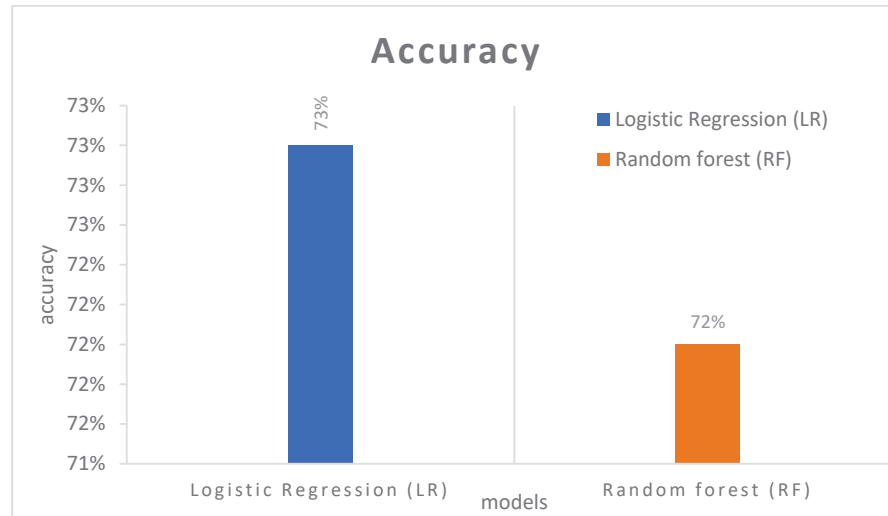 Accuracy
73%
73%
73%
73%
72%
72%
72%
72%
72%
71%
accuracy
73%
72%
Logistic Regression (LR)
Random forest (RF)
Logistic Regression (LR)
Random forest (RF)
models